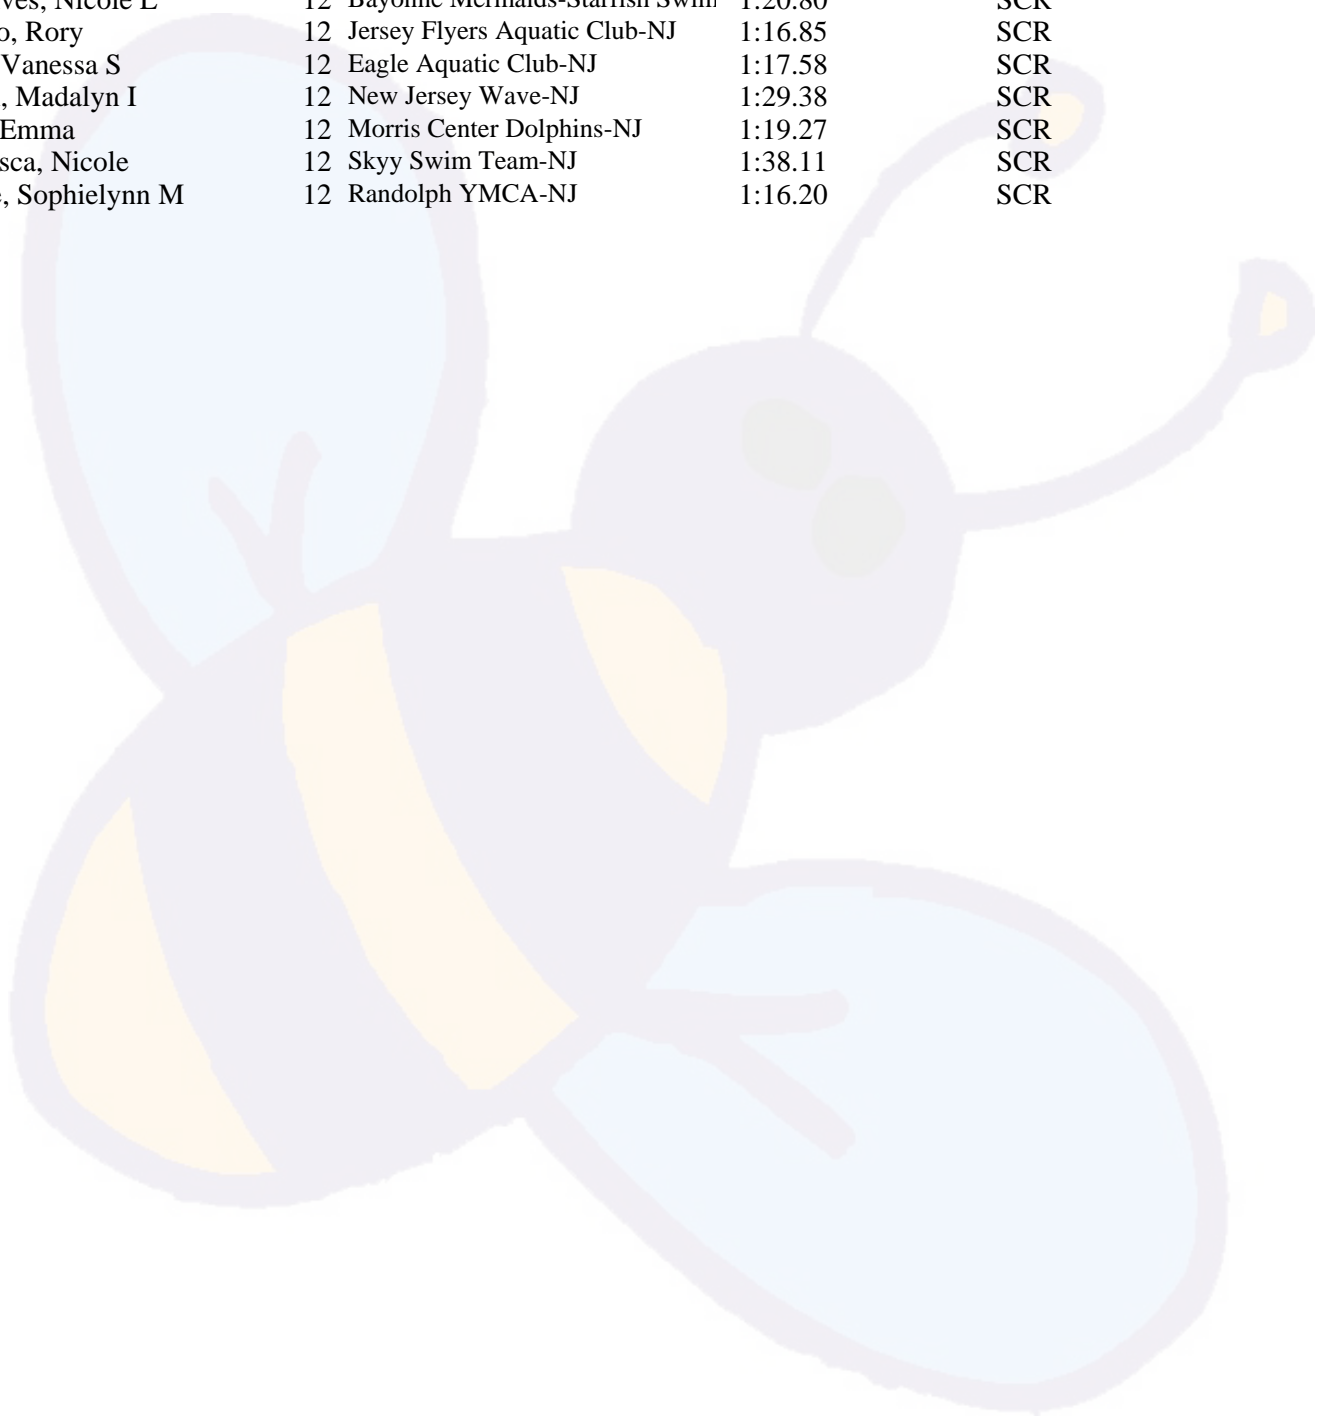 ves, Nicole L 12 Bayonne Mermaids-Starfish Swim 1:20.80 SCR
o, Rory 12 Jersey Flyers Aquatic Club-NJ 1:16.85 SCR
Vanessa S 12 Eagle Aquatic Club-NJ 1:17.58 SCR
, Madalyn I 12 New Jersey Wave-NJ 1:29.38 SCR
Emma 12 Morris Center Dolphins-NJ 1:19.27 SCR
sca, Nicole 12 Skyy Swim Team-NJ 1:38.11 SCR
, Sophielynn M 12 Randolph YMCA-NJ 1:16.20 SCR